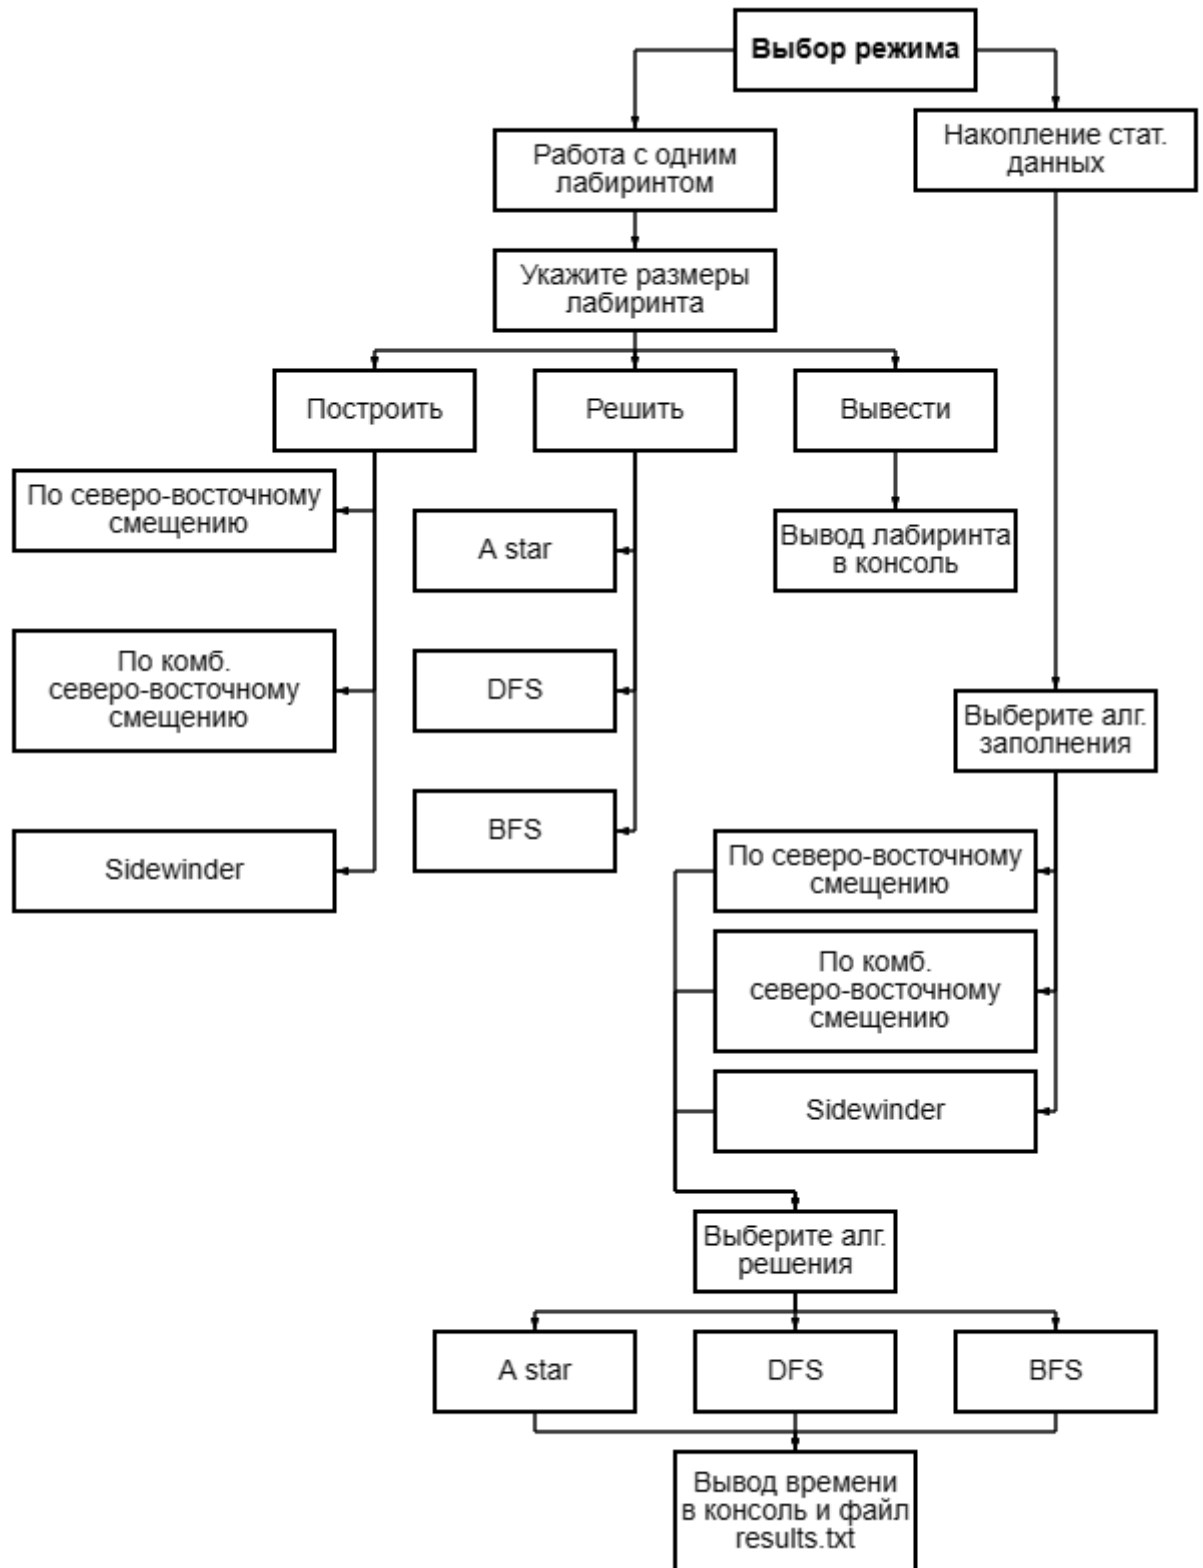 Выбор режима
Накопление стат.
данных
Работа с одним
лабиринтом
Укажите размеры
лабиринта
Построить
Решить
Вывести
По северо-восточному
смещению
A star
Вывод лабиринта
в консоль
По комб.
северо-восточному
смещению
DFS
Выберите алг.
заполнения
BFS
Sidewinder
По северо-восточному
смещению
По комб.
северо-восточному
смещению
Sidewinder
Выберите алг.
решения
A star
DFS
BFS
Вывод времени
в консоль и файл
results.txt